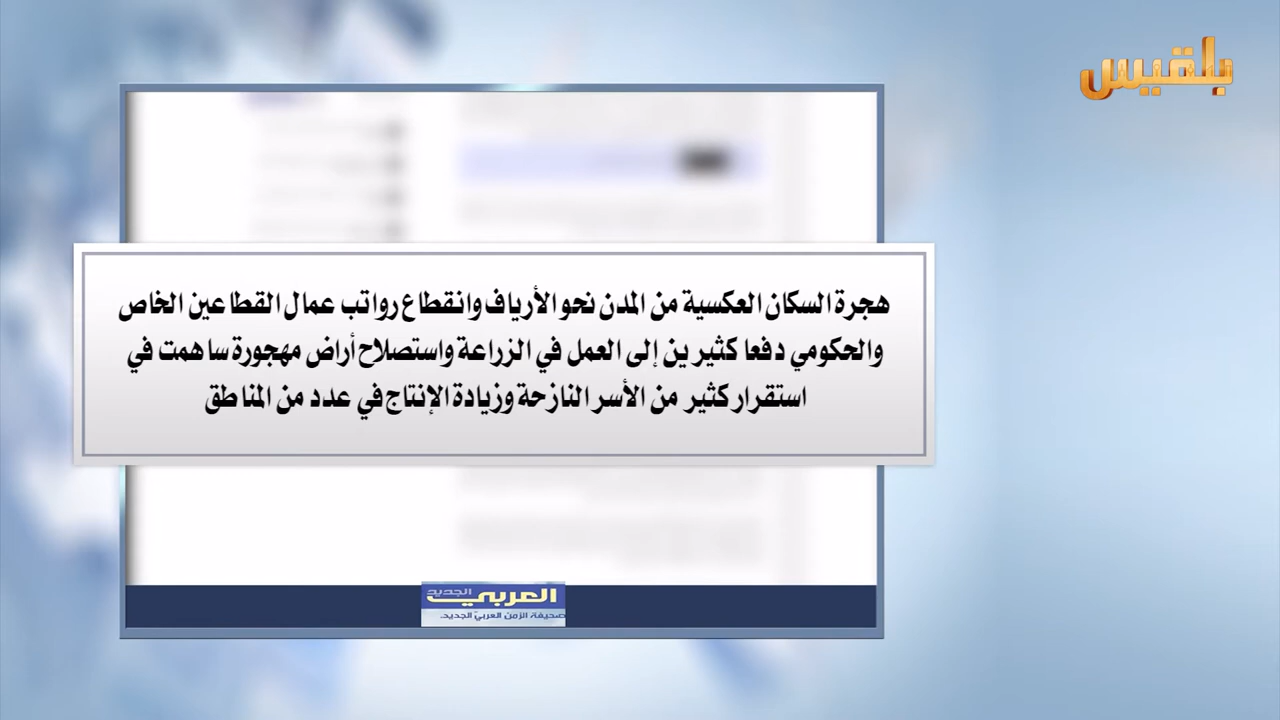 بلقيس
هجرة السكان العكسية من المدن نحو الأرياف وانقطاع رواتب عمال القطاعين الخاص
والحكومي دفعا كثيرين إلى العمل في الزراعة واستصلاح أراض مهجورة ساهمت في
استقرار كثير من الأسر النازحة وزيادة الإنتاج في عدد من المناطق
العربي الجديد
صحيفة الزمن العربي الجديد.